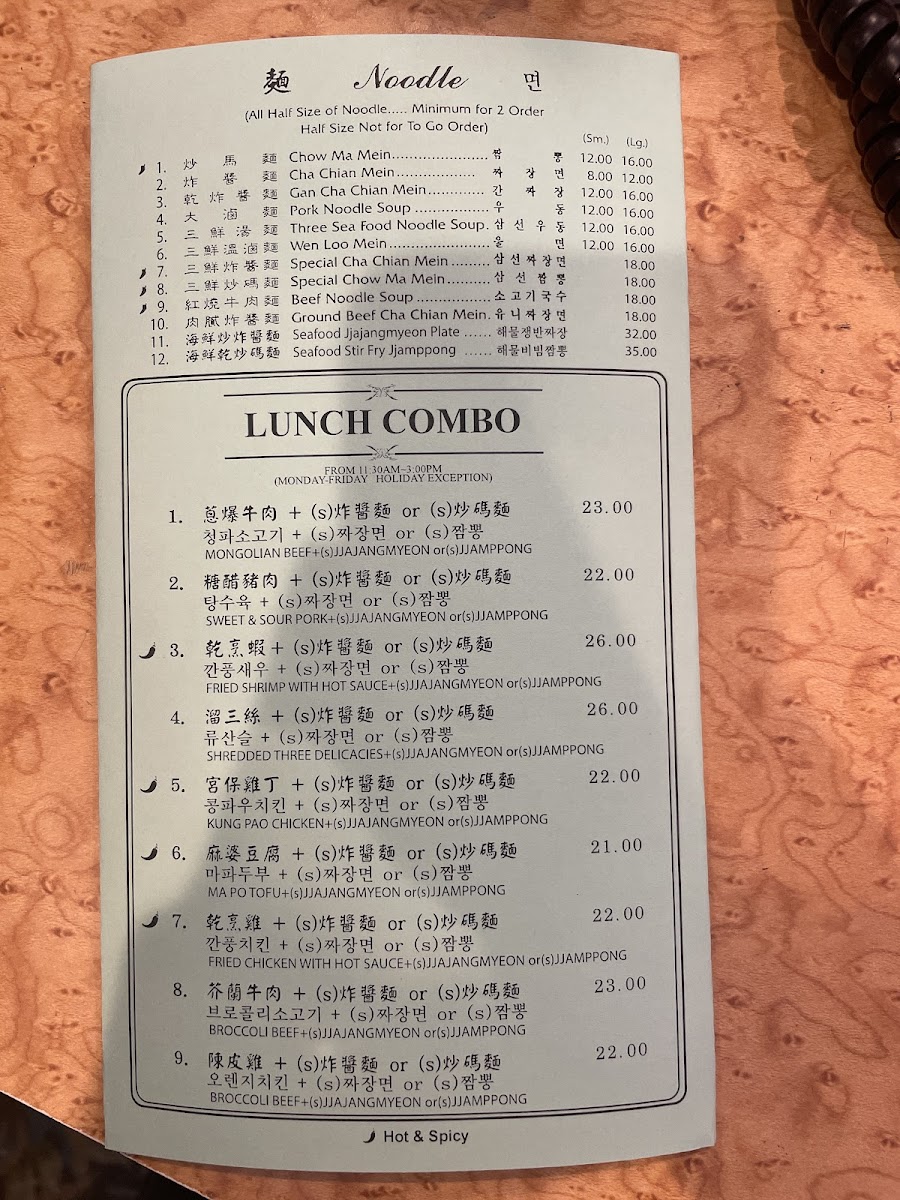 麵 Noodle 면
(All Half Size of Noodle..... Minimum for 2 Order
Half Size Not for To Go Order)
(Sm.) (Lg.)
1. 炒馬麵 Chow Ma Mein...................... 짬뽕 12.00 16.00
2. 炸醬麵 Cha Chian Mein.................. 짜장면 8.00 12.00
3. 乾炸醬麵 Gan Cha Chian Mein............. 간짜장 12.00 16.00
4. 大滷麵 Pork Noodle Soup ................. 우동 12.00 16.00
5. 三鮮湯麵 Three Sea Food Noodle Soup. 삼선우동 12.00 16.00
6. 三鮮溫滷麵 Wen Loo Mein....................... 울면 12.00 16.00
7. 三鮮炸醬麵 Special Cha Chian Mein ......... 삼선짜장면 18.00
8. 三鮮炒碼麵 Special Chow Ma Mein.......... 삼선짬뽕 18.00
9. 紅燒牛肉麵 Beef Noodle Soup ................. 소고기국수 18.00
10. 肉膩炸醬麵 Ground Beef Cha Chian Mein. 유니짜장면 18.00
11. 海鮮炒炸醬麵 Seafood Jjajangmyeon Plate ...... 해물쟁반짜장 32.00
12. 海鮮乾炒碼麵 Seafood Stir Fry Jjamppong ...... 해물비빔짬뽕 35.00
LUNCH COMBO
FROM 11:30AM–3:00PM
(MONDAY-FRIDAY HOLIDAY EXCEPTION)
1. 蔥爆牛肉 + (s)炸醬麵 or (s)炒碼麵 23.00
청파소고기 + (s)짜장면 or (s)짬뽕
MONGOLIAN BEEF+(s)JJAJANGMYEON or(s)JJAMPPONG
2. 糖醋豬肉 + (s)炸醬麵 or (s)炒碼麵 22.00
탕수육 + (s)짜장면 or (s)짬뽕
SWEET & SOUR PORK+(s)JJAJANGMYEON or(s)JJAMPPONG
3. 乾烹蝦 + (s)炸醬麵 or (s)炒碼麵 26.00
깐풍새우 + (s)짜장면 or (s)짬뽕
FRIED SHRIMP WITH HOT SAUCE+(s)JJAJANGMYEON or(s)JJAMPPONG
4. 溜三絲 + (s)炸醬麵 or (s)炒碼麵 26.00
류산슬 + (s)짜장면 or (s)짬뽕
SHREDDED THREE DELICACIES+(s)JJAJANGMYEON or(s)JJAMPPONG
5. 宮保雞丁 + (s)炸醬麵 or (s)炒碼麵 22.00
콩파우치킨 + (s)짜장면 or (s)짬뽕
KUNG PAO CHICKEN+(s)JJAJANGMYEON or(s)JJAMPPONG
6. 麻婆豆腐 + (s)炸醬麵 or (s)炒碼麵 21.00
마파두부 + (s)짜장면 or (s)짬뽕
MA PO TOFU+(s)JJAJANGMYEON or(s)JJAMPPONG
7. 乾烹雞 + (s)炸醬麵 or (s)炒碼麵 22.00
깐풍치킨 + (s)짜장면 or (s)짬뽕
FRIED CHICKEN WITH HOT SAUCE+(s)JJAJANGMYEON or(s)JJAMPPONG
8. 芥蘭牛肉 + (s)炸醬麵 or (s)炒碼麵 23.00
브로콜리소고기 + (s)짜장면 or (s)짬뽕
BROCCOLI BEEF+(s)JJAJANGMYEON or(s)JJAMPPONG
9. 陳皮雞 + (s)炸醬麵 or (s)炒碼麵 22.00
오렌지치킨 + (s)짜장면 or (s)짬뽕
BROCCOLI BEEF+(s)JJAJANGMYEON or(s)JJAMPPONG
Hot & Spicy